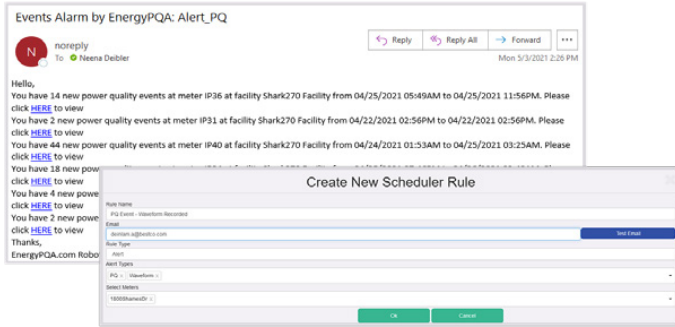 Events Alarm by EnergyPQA: Alert_PQ
N
noreply
To Neena Deibler
Reply
Reply All
Forward
Mon 5/3/2021 2:26 PM
Hello,
You have 14 new power quality events at meter IP36 at facility Shark270 Facility from 04/25/2021 05:49AM to 04/25/2021 11:56PM. Please
click HERE to view
You have 2 new power quality events at meter IP31 at facility Shark270 Facility from 04/22/2021 02:56PM to 04/22/2021 02:56PM. Please
click HERE to view
You have 44 new power quality events at meter IP40 at facility Shark270 Facility from 04/24/2021 01:53AM to 04/25/2021 03:25AM. Please
click HERE to view
You have 18 new pow
click HERE to view
You have 4 new powe
click HERE to view
You have 2 new powe
click HERE to view
Thanks,
EnergyPQA.com Robo
Create New Scheduler Rule
Rule Name
PQ Event - Waveform Recorded
Email
Test Email
Rule Type
Alert
Alert Types
PQ × Waveform ×
Select Meters
Ok
Cancel